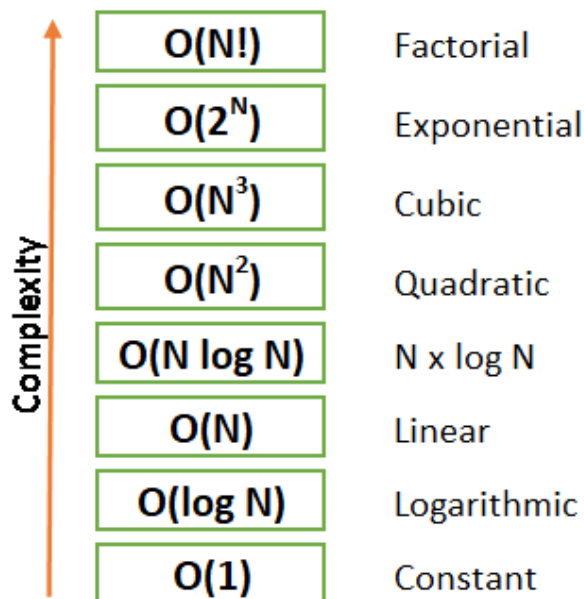 Complexity
O(N!) Factorial
O(2^N) Exponential
O(N^3) Cubic
O(N^2) Quadratic
O(N log N) N x log N
O(N) Linear
O(log N) Logarithmic
O(1) Constant